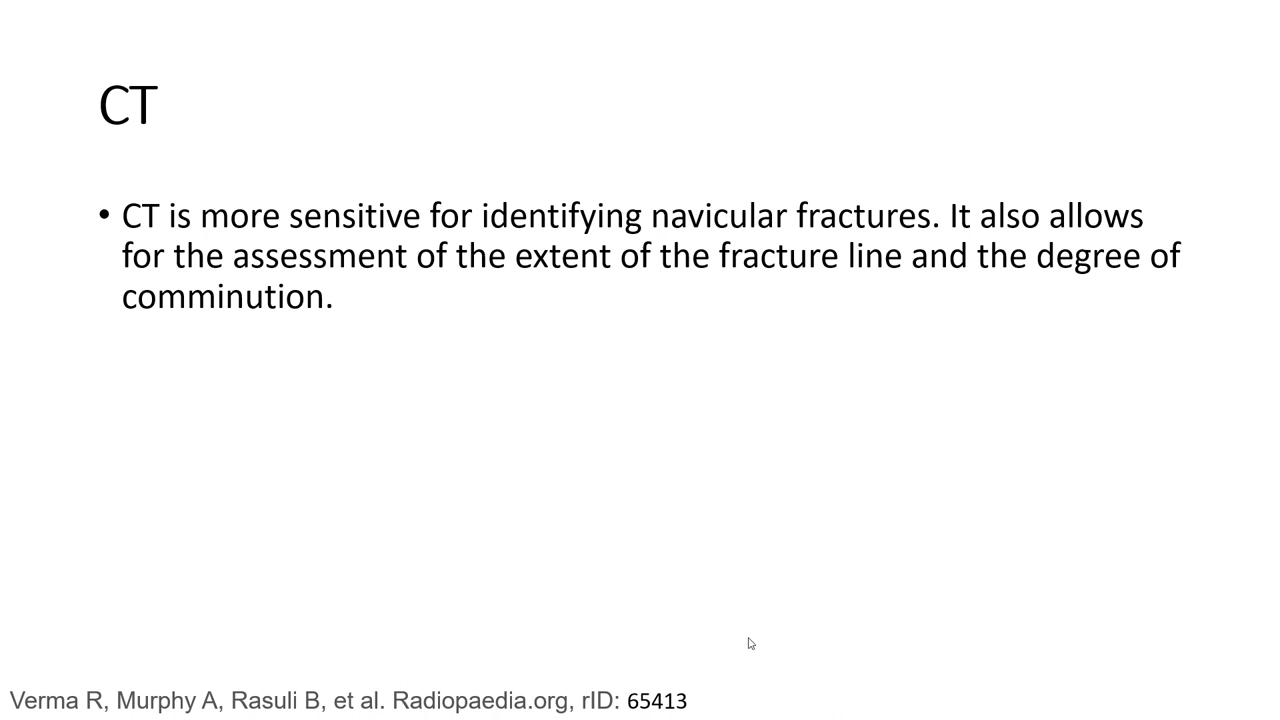 CT
• CT is more sensitive for identifying navicular fractures. It also allows
for the assessment of the extent of the fracture line and the degree of
comminution.
Verma R, Murphy A, Rasuli B, et al. Radiopaedia.org, rID: 65413